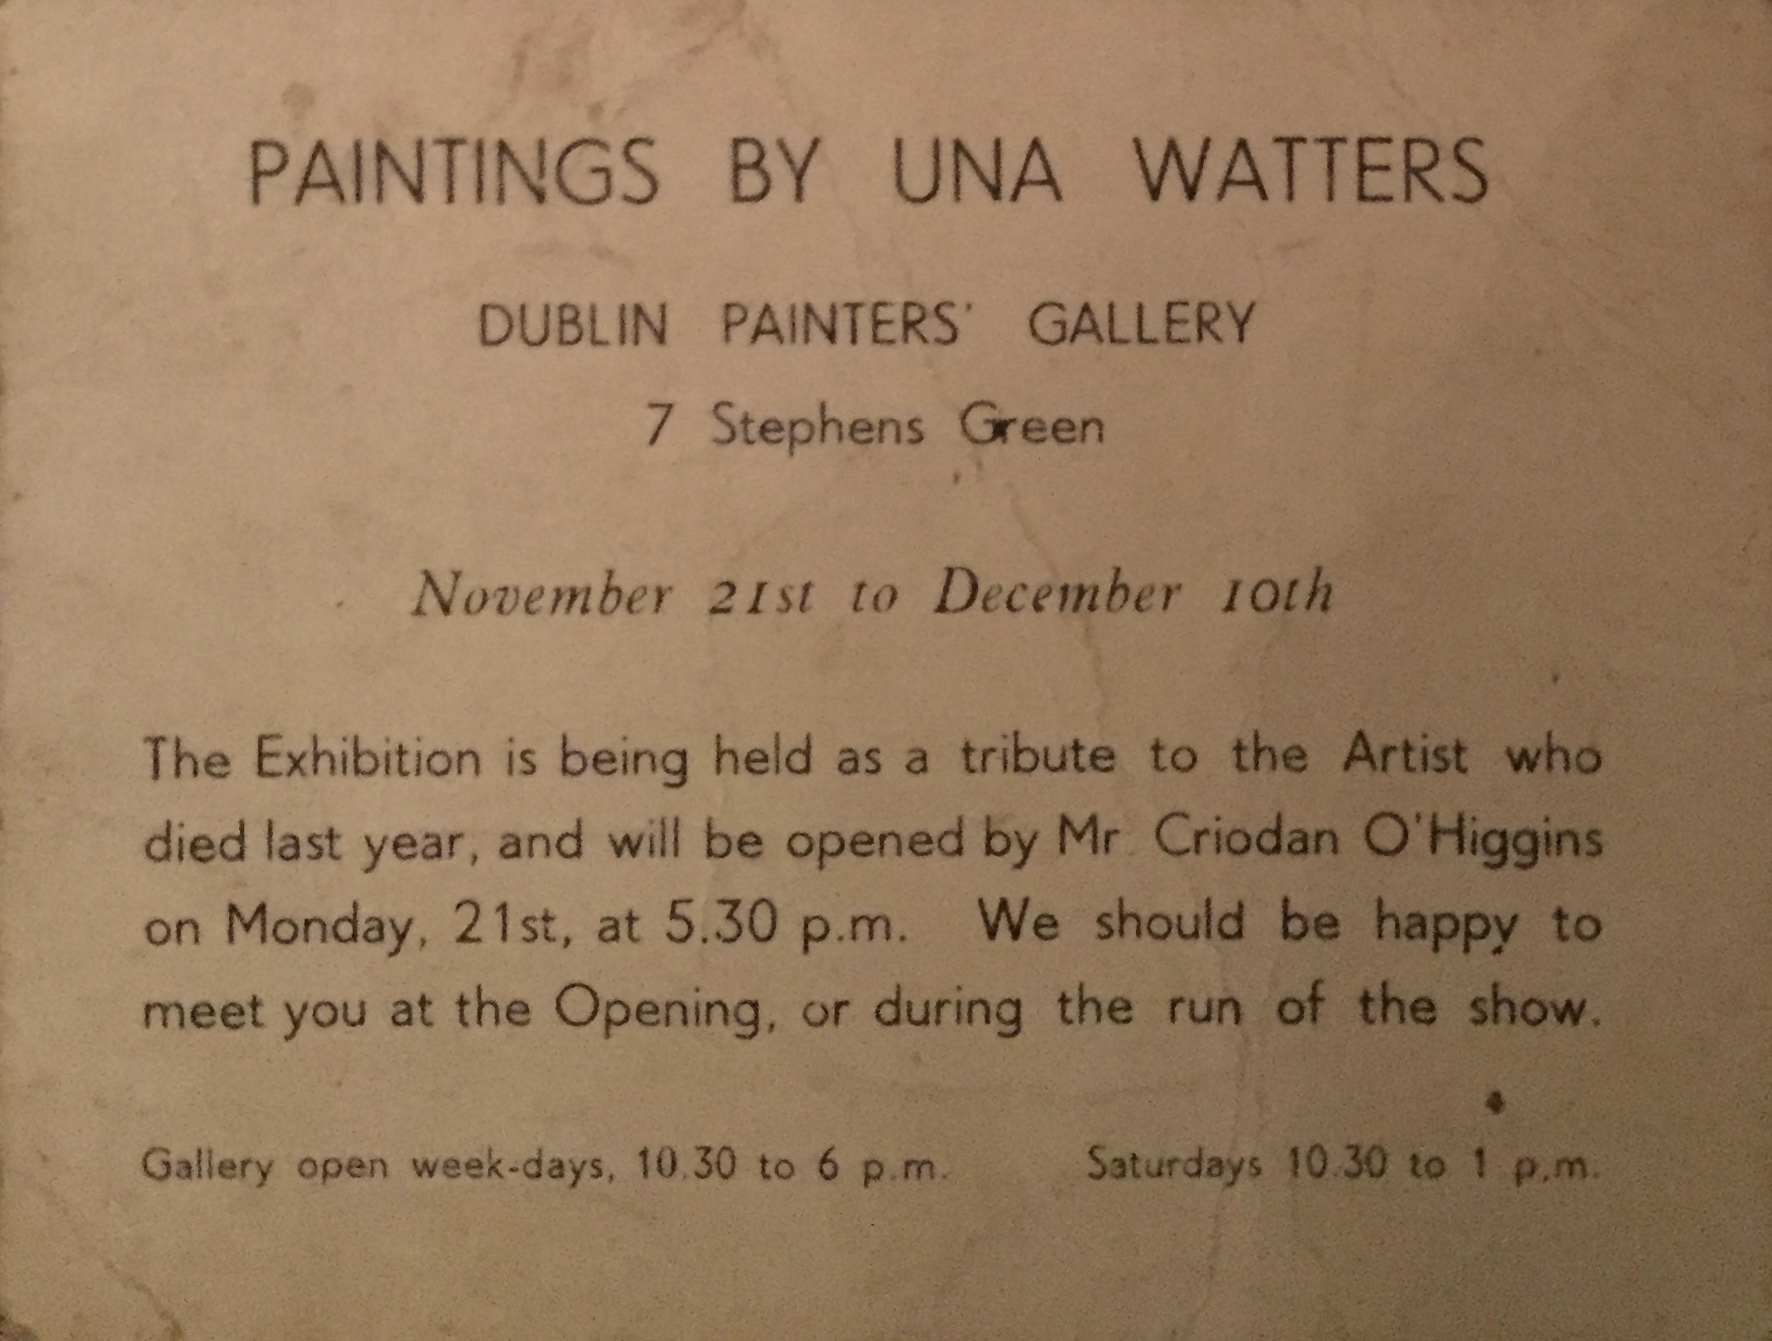 PAINTINGS BY UNA WATTERS
DUBLIN PAINTERS' GALLERY
7 Stephens Green
November 21st to December 10th
The Exhibition is being held as a tribute to the Artist who
died last year, and will be opened by Mr. Criodan O'Higgins
on Monday, 21st, at 5.30 p.m. We should be happy to
meet you at the Opening, or during the run of the show.
Gallery open week-days, 10.30 to 6 p.m. Saturdays 10.30 to 1 p.m.